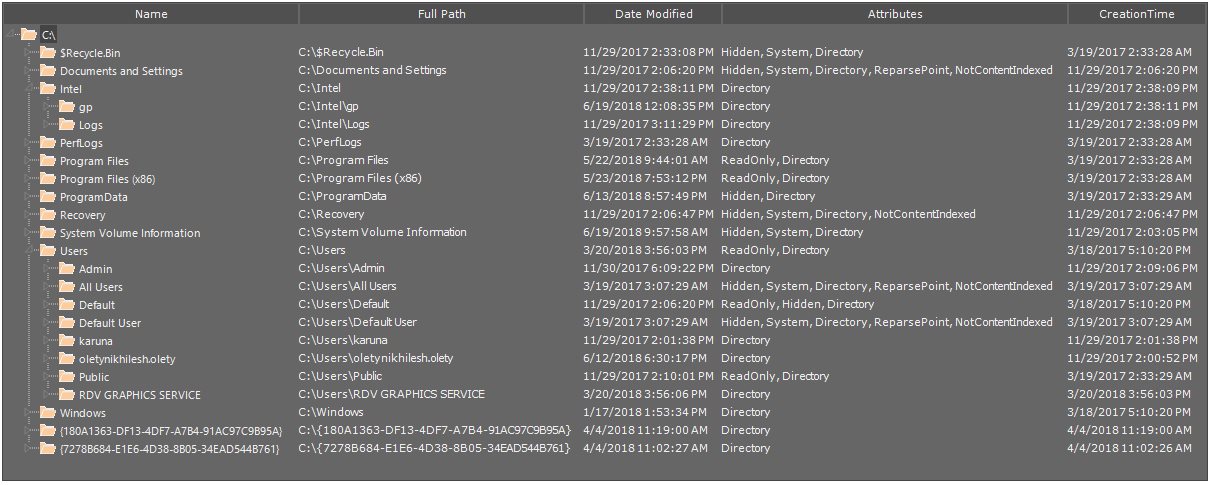 Name Full Path Date Modified Attributes CreationTime
C:\
$Recycle.Bin C:\$Recycle.Bin 11/29/2017 2:33:08 PM Hidden, System, Directory 3/19/2017 2:33:28 AM
Documents and Settings C:\Documents and Settings 11/29/2017 2:06:20 PM Hidden, System, Directory, ReparsePoint, NotContentIndexed 11/29/2017 2:06:20 PM
Intel C:\Intel 11/29/2017 2:38:11 PM Directory 11/29/2017 2:38:09 PM
gp C:\Intel\gp 6/19/2018 12:08:35 PM Directory 11/29/2017 2:38:11 PM
Logs C:\Intel\Logs 11/29/2017 3:11:29 PM Directory 11/29/2017 2:38:09 PM
PerfLogs C:\PerfLogs 3/19/2017 2:33:28 AM Directory 3/19/2017 2:33:28 AM
Program Files C:\Program Files 5/22/2018 9:44:01 AM ReadOnly, Directory 3/19/2017 2:33:28 AM
Program Files (x86) C:\Program Files (x86) 5/23/2018 7:53:12 PM ReadOnly, Directory 3/19/2017 2:33:28 AM
ProgramData C:\ProgramData 6/13/2018 8:57:49 PM Hidden, Directory 3/19/2017 2:33:29 AM
Recovery C:\Recovery 11/29/2017 2:06:47 PM Hidden, System, Directory, NotContentIndexed 11/29/2017 2:06:47 PM
System Volume Information C:\System Volume Information 6/19/2018 9:57:58 AM Hidden, System, Directory 11/29/2017 2:03:05 PM
Users C:\Users 3/20/2018 3:56:03 PM ReadOnly, Directory 3/18/2017 5:10:20 PM
Admin C:\Users\Admin 11/30/2017 6:09:22 PM Directory 11/29/2017 2:09:06 PM
All Users C:\Users\All Users 3/19/2017 3:07:29 AM Hidden, System, Directory, ReparsePoint, NotContentIndexed 3/19/2017 3:07:29 AM
Default C:\Users\Default 11/29/2017 2:06:20 PM ReadOnly, Hidden, Directory 3/18/2017 5:10:20 PM
Default User C:\Users\Default User 3/19/2017 3:07:29 AM Hidden, System, Directory, ReparsePoint, NotContentIndexed 3/19/2017 3:07:29 AM
karuna C:\Users\karuna 11/29/2017 2:01:38 PM Directory 11/29/2017 2:01:38 PM
oletynikhilesh.olety C:\Users\oletynikhilesh.olety 6/12/2018 6:30:17 PM Directory 11/29/2017 2:00:52 PM
Public C:\Users\Public 11/29/2017 2:10:01 PM ReadOnly, Directory 3/19/2017 2:33:29 AM
RDV GRAPHICS SERVICE C:\Users\RDV GRAPHICS SERVICE 3/20/2018 3:56:06 PM Directory 3/20/2018 3:56:03 PM
Windows C:\Windows 1/17/2018 1:53:34 PM Directory 3/18/2017 5:10:20 PM
{180A1363-DF13-4DF7-A7B4-91AC97C9B95A} C:\{180A1363-DF13-4DF7-A7B4-91AC97C9B95A} 4/4/2018 11:19:00 AM Directory 4/4/2018 11:19:00 AM
{7278B684-E1E6-4D38-8B05-34EAD544B761} C:\{7278B684-E1E6-4D38-8B05-34EAD544B761} 4/4/2018 11:02:27 AM Directory 4/4/2018 11:02:26 AM